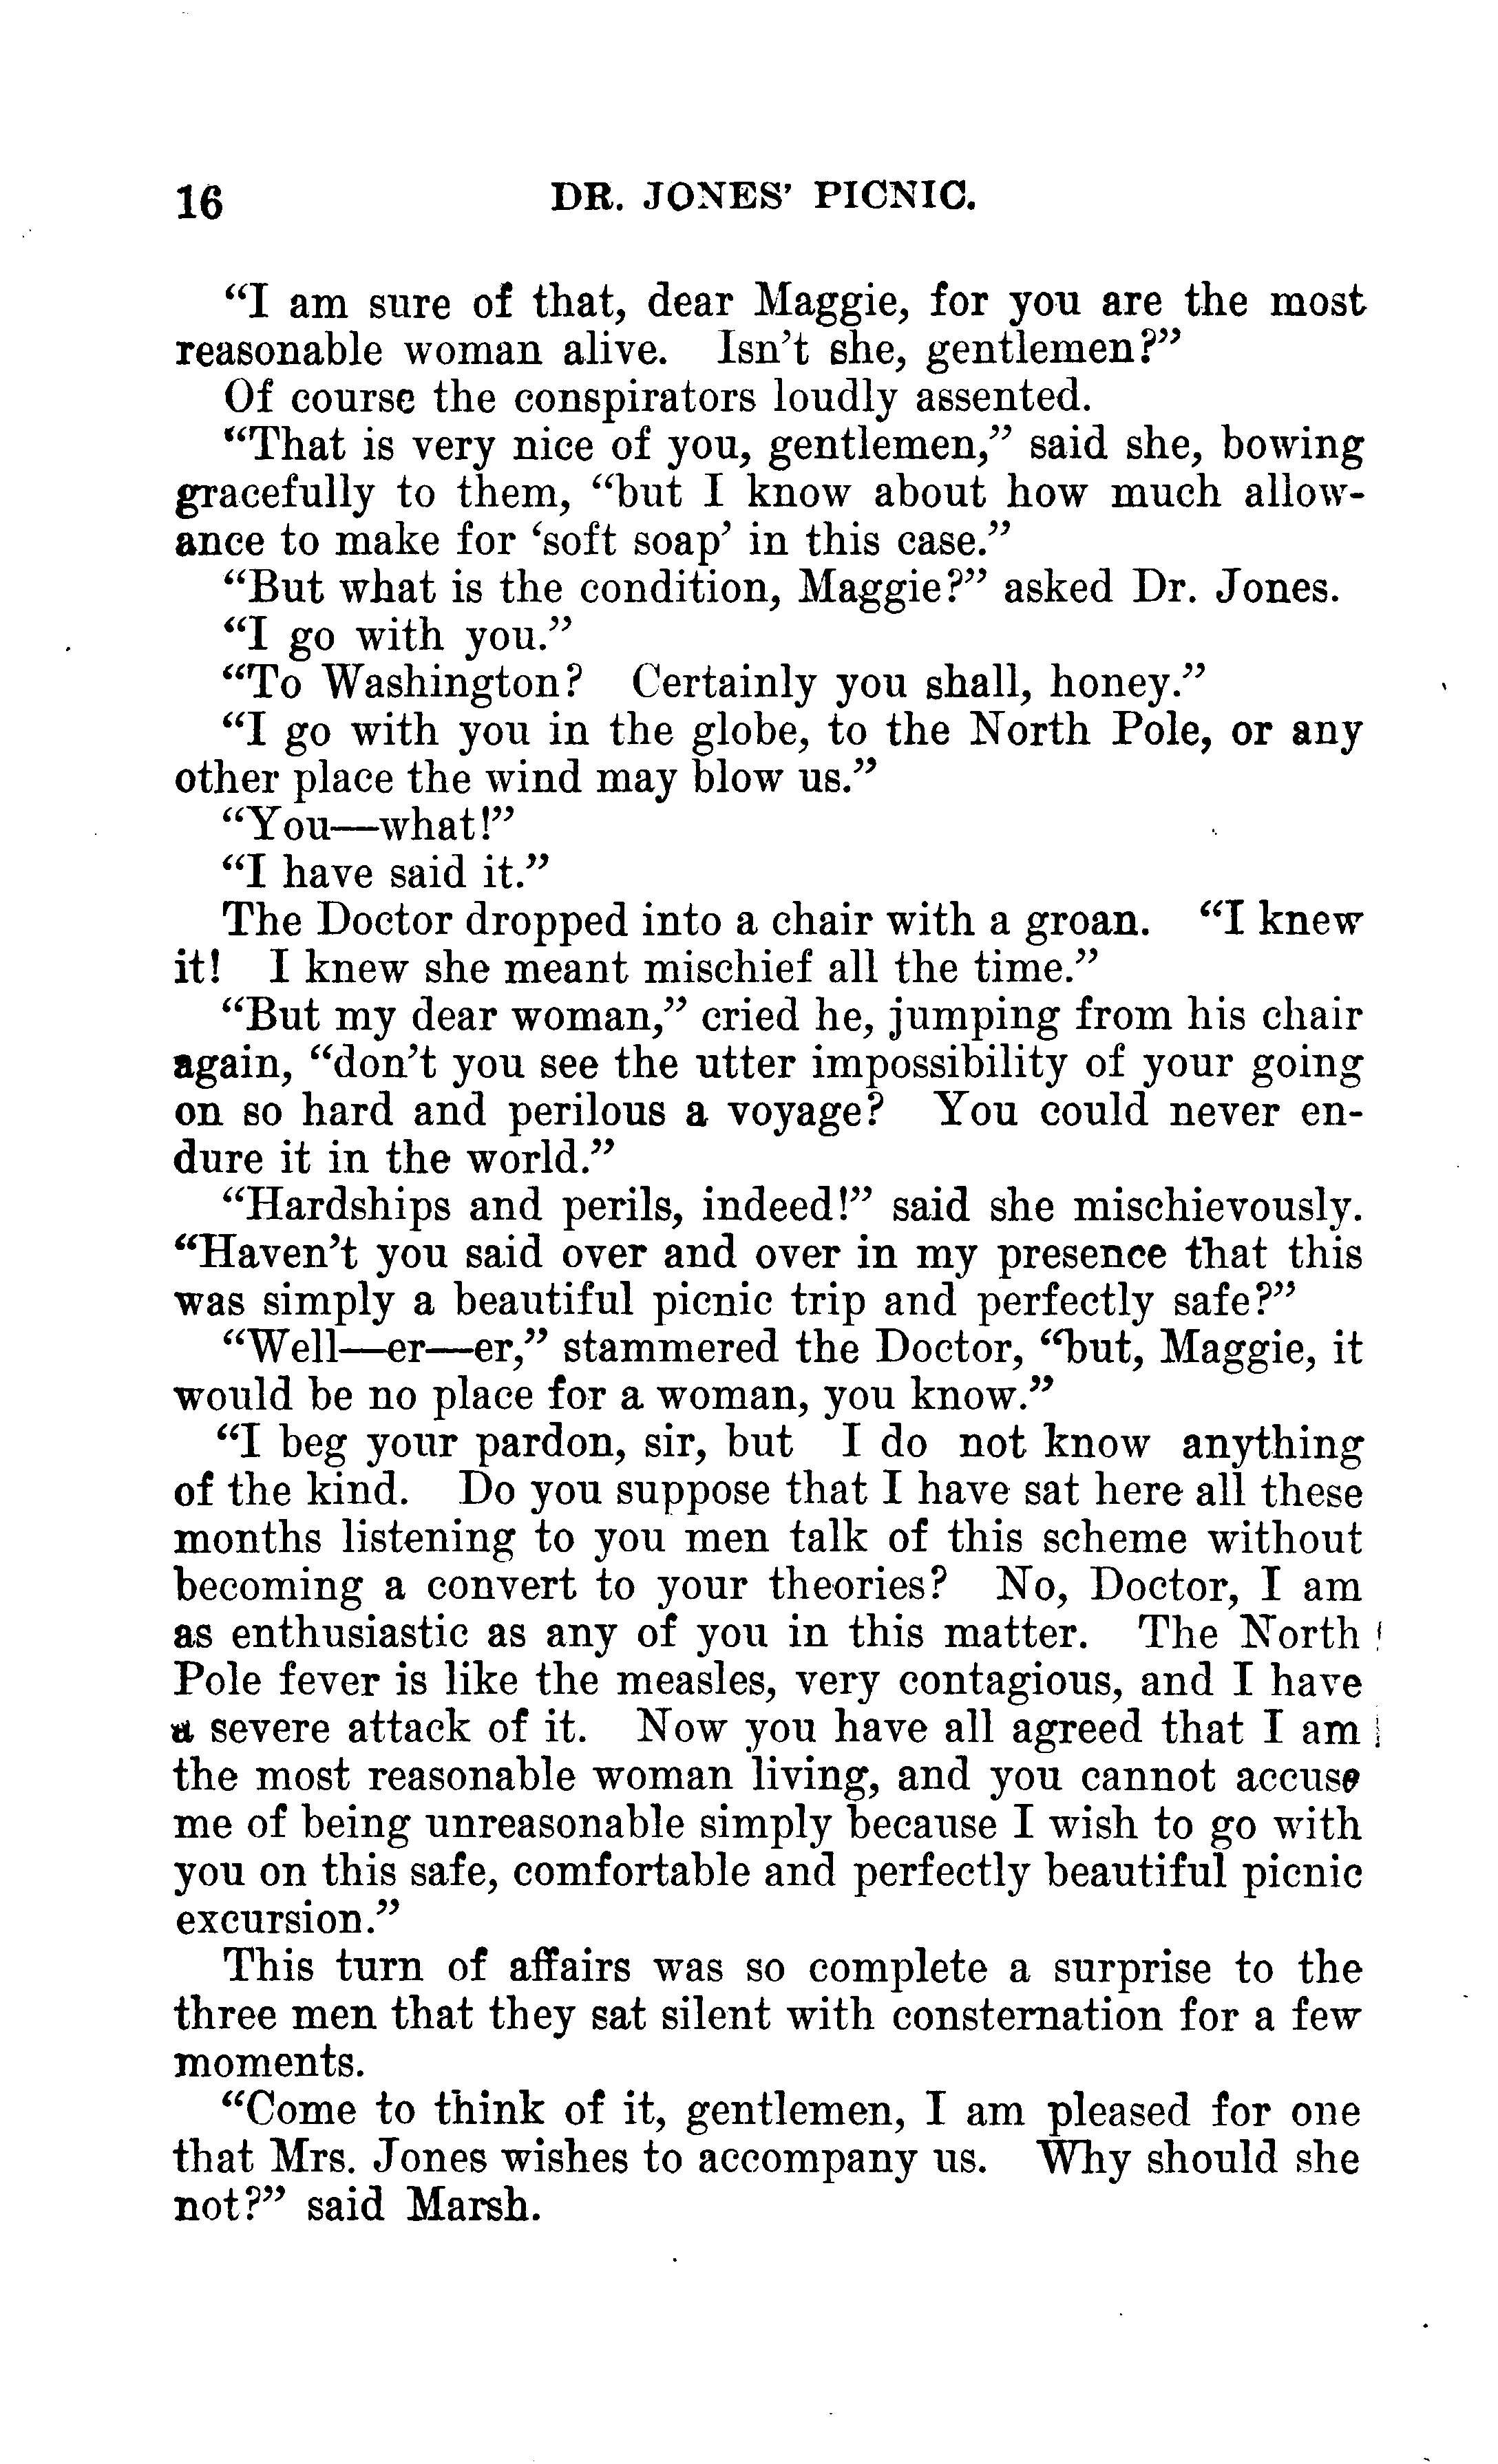 16 DR. JONES' PICNIC.
“I am sure of that, dear Maggie, for you are the most
reasonable woman alive. Isn’t she, gentlemen?”
Of course the conspirators loudly assented.
“That is very nice of you, gentlemen,” said she, bowing
gracefully to them, “but I know about how much allow-
ance to make for ‘soft soap’ in this case.”
“But what is the condition, Maggie?” asked Dr. Jones.
“I go with you.”
“To Washington? Certainly you shall, honey.”
“I go with you in the globe, to the North Pole, or any
other place the wind may blow us.”
“You—what!”
“I have said it.”
The Doctor dropped into a chair with a groan. “I knew
it! I knew she meant mischief all the time.”
“But my dear woman,” cried he, jumping from his chair
again, “don’t you see the utter impossibility of your going
on so hard and perilous a voyage? You could never en-
dure it in the world.”
“Hardships and perils, indeed!” said she mischievously.
“Haven’t you said over and over in my presence that this
was simply a beautiful picnic trip and perfectly safe?”
“Well—er—er,” stammered the Doctor, “but, Maggie, it
would be no place for a woman, you know.”
“I beg your pardon, sir, but I do not know anything
of the kind. Do you suppose that I have sat here all these
months listening to you men talk of this scheme without
becoming a convert to your theories? No, Doctor, I am
as enthusiastic as any of you in this matter. The North
Pole fever is like the measles, very contagious, and I have
a severe attack of it. Now you have all agreed that I am
the most reasonable woman living, and you cannot accuse
me of being unreasonable simply because I wish to go with
you on this safe, comfortable and perfectly beautiful picnic
excursion.”
This turn of affairs was so complete a surprise to the
three men that they sat silent with consternation for a few
moments.
“Come to think of it, gentlemen, I am pleased for one
that Mrs. Jones wishes to accompany us. Why should she
not?” said Marsh.